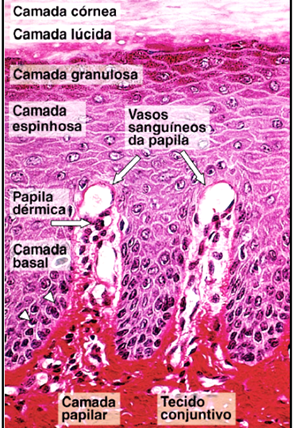 Camada córnea
Camada lúcida
Camada granulosa
Camada
espinhosa
Vasos
sanguíneos
da papila
Papila
dérmica
Camada
basal
Camada
papilar
Tecido
conjuntivo